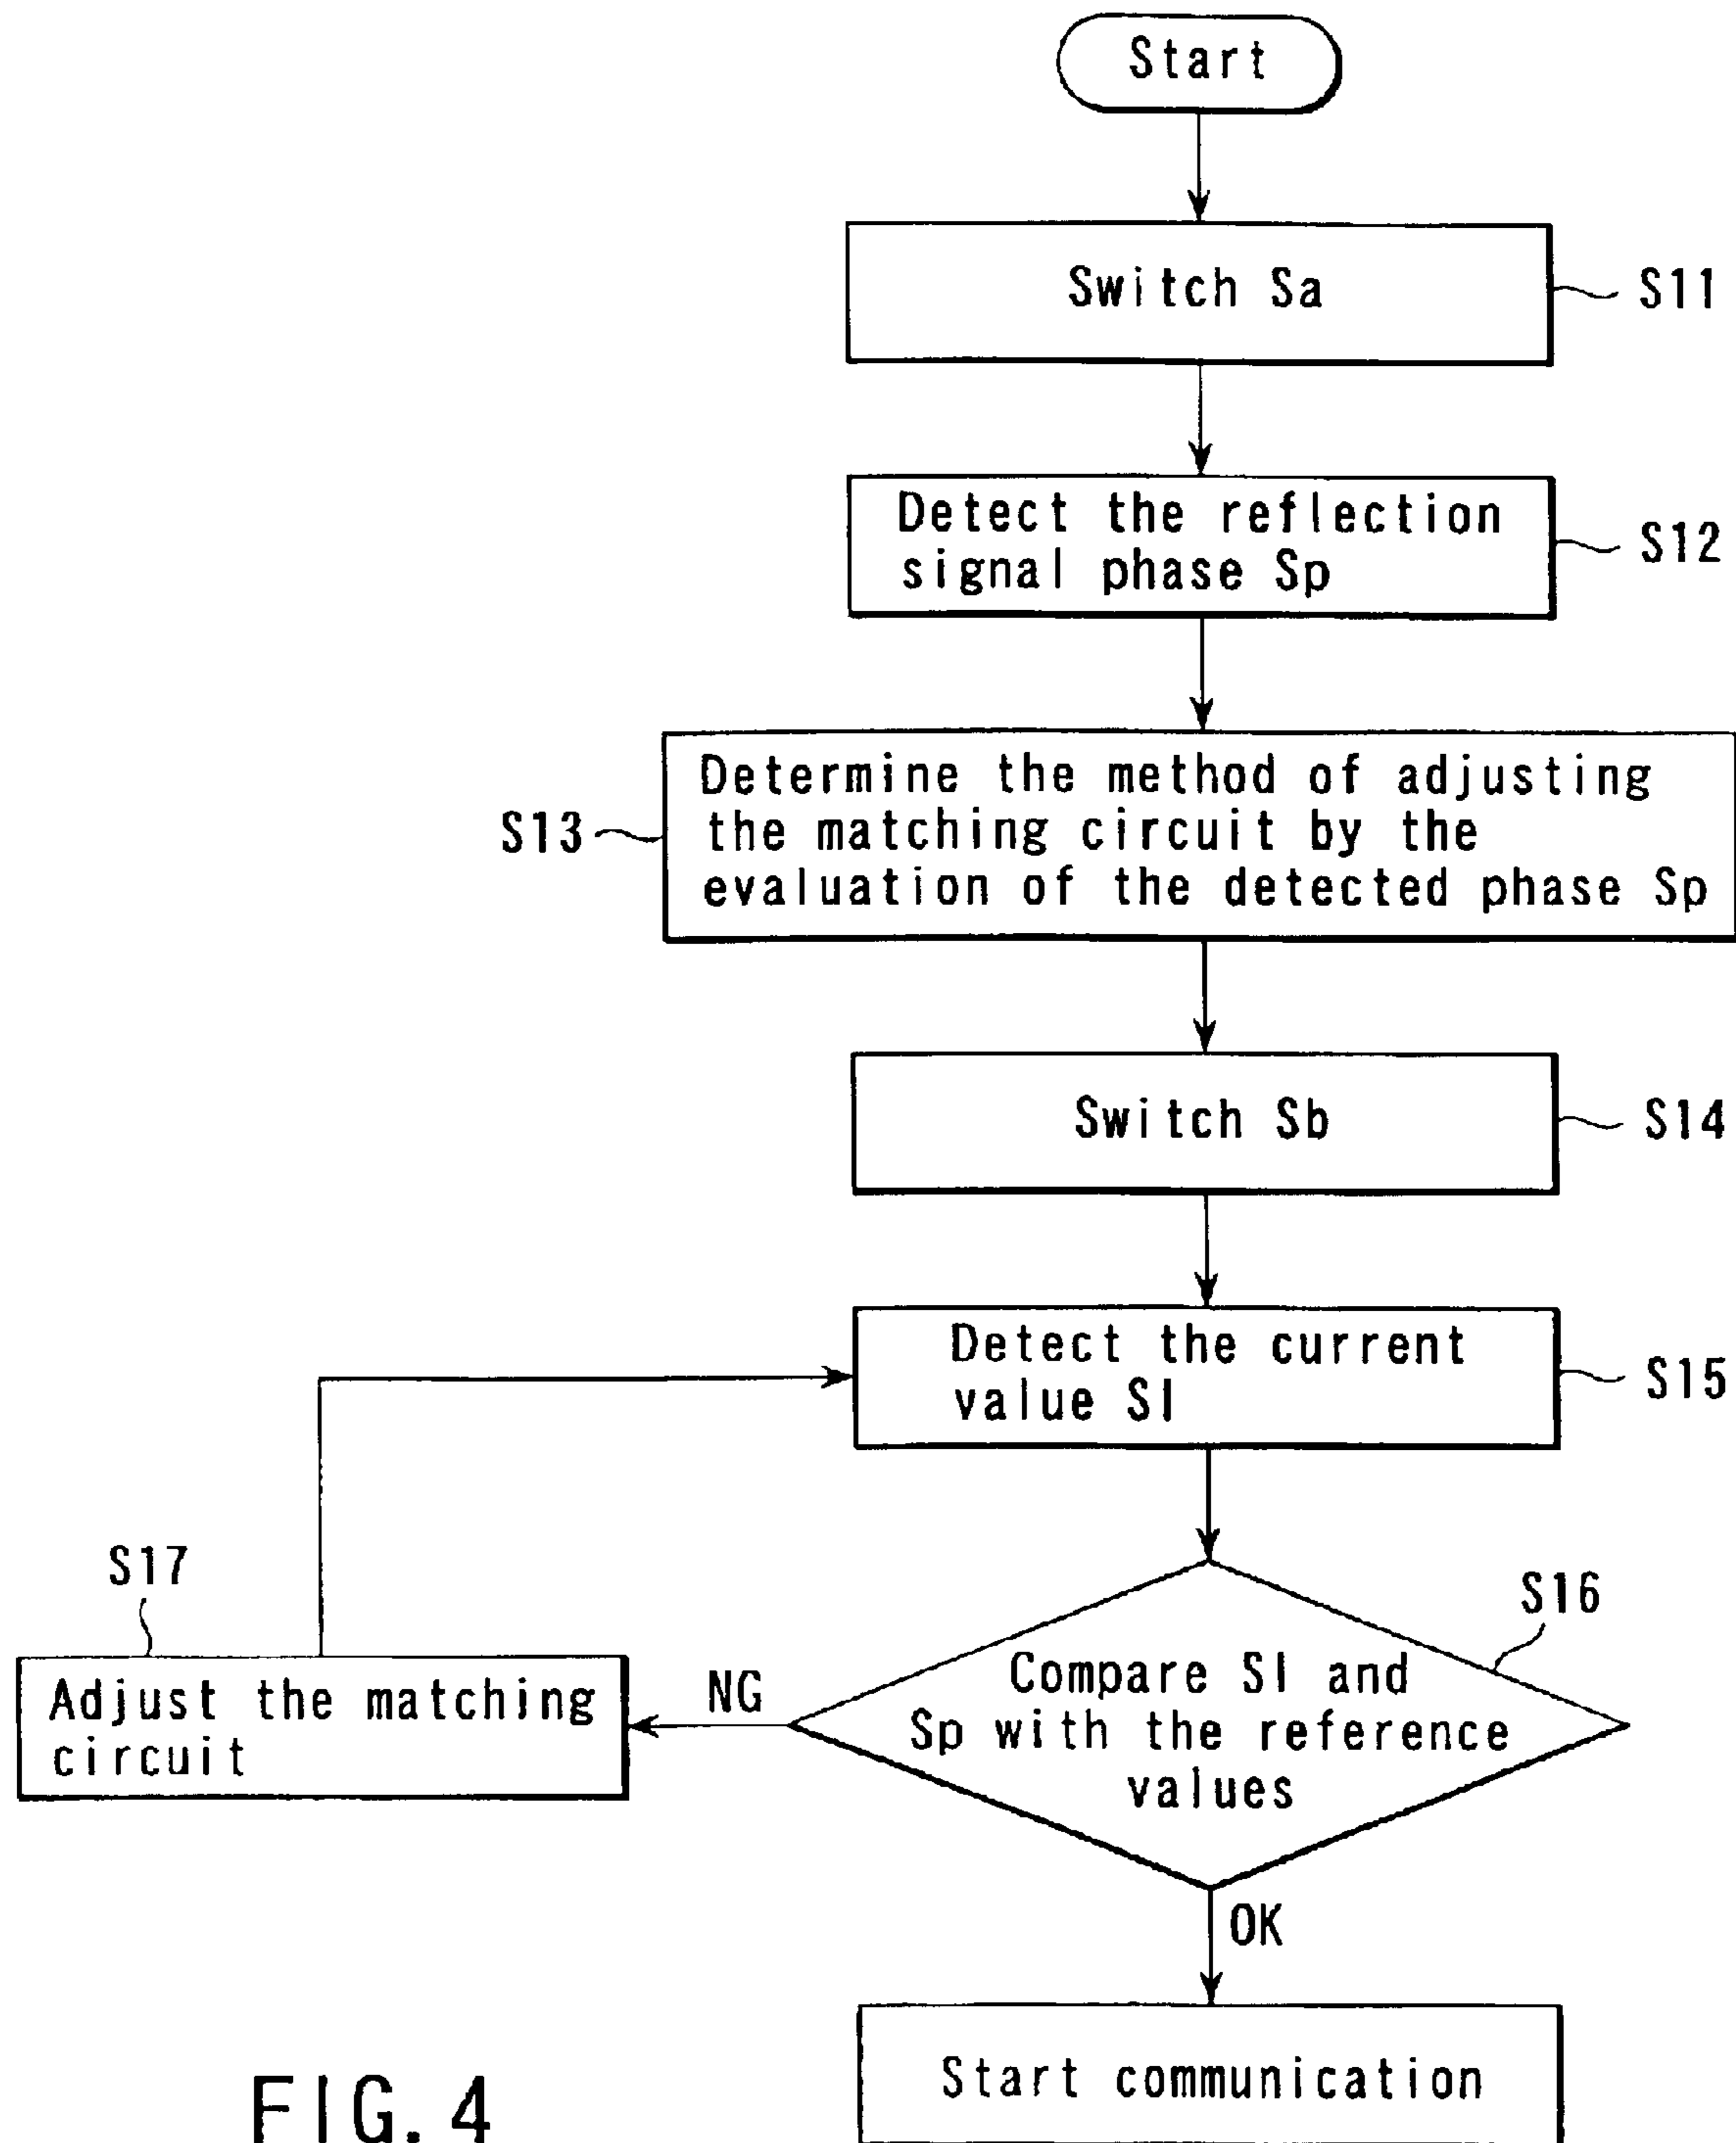 Start
Switch Sa
S11
Detect the reflection
signal phase Sp
S12
S13
Determine the method of adjusting
the matching circuit by the
evaluation of the detected phase Sp
Switch Sb
S14
Detect the current
value SI
S15
S17
Adjust the matching
circuit
NG
S16
Compare SI and
Sp with the reference
values
OK
Start communication
FIG. 4